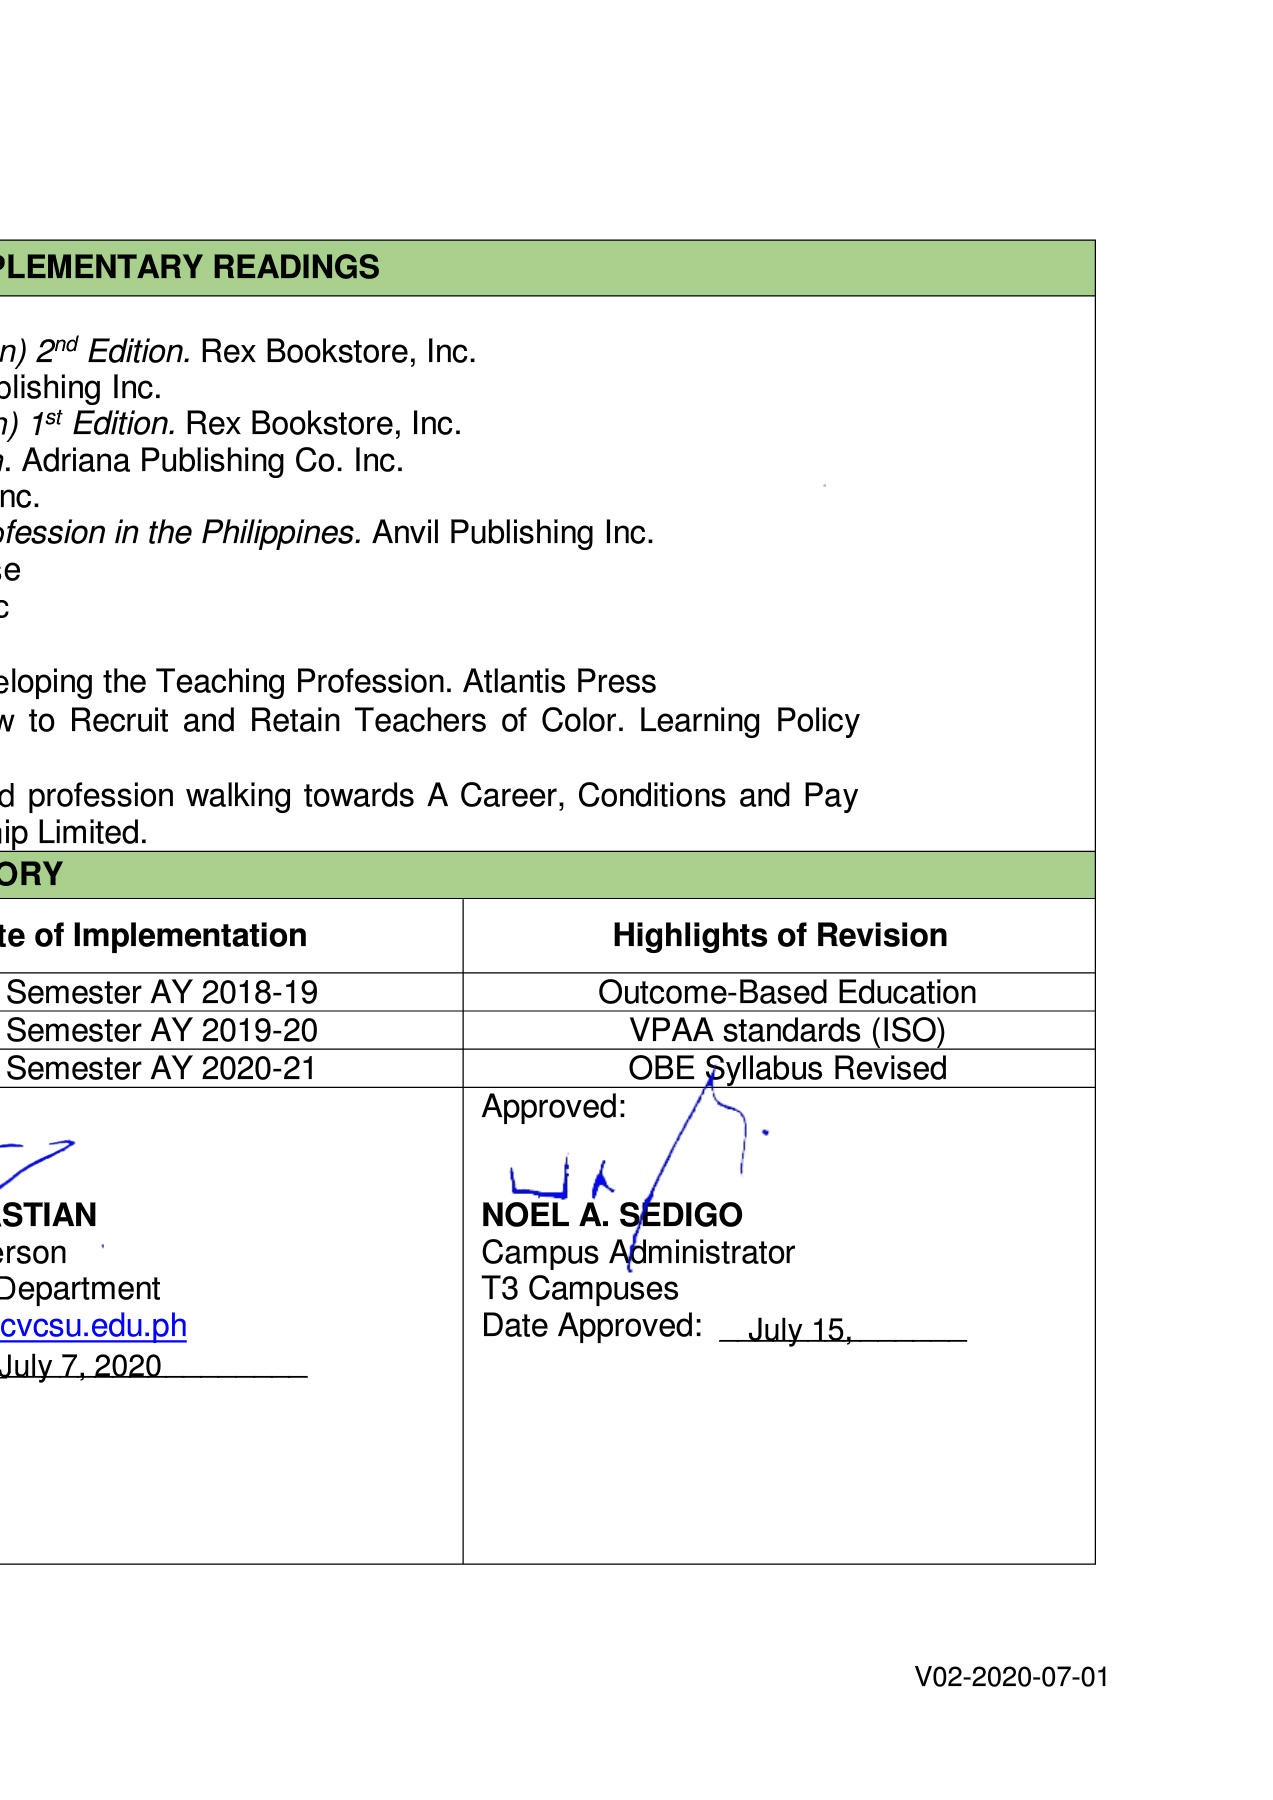 PLEMENTARY READINGS
n) 2nd Edition. Rex Bookstore, Inc.
blishing Inc.
n) 1st Edition. Rex Bookstore, Inc.
n. Adriana Publishing Co. Inc.
nc.
ofession in the Philippines. Anvil Publishing Inc.
se
c
eloping the Teaching Profession. Atlantis Press
w to Recruit and Retain Teachers of Color. Learning Policy
d profession walking towards A Career, Conditions and Pay
hip Limited.
ORY
te of Implementation Highlights of Revision
Semester AY 2018-19 Outcome-Based Education
Semester AY 2019-20 VPAA standards (ISO)
Semester AY 2020-21 OBE Syllabus Revised
Approved:
ASTIAN NOEL A. SEDIGO
erson Campus Administrator
Department T3 Campuses
cvcsu.edu.ph Date Approved: July 15,
July 7, 2020
V02-2020-07-01